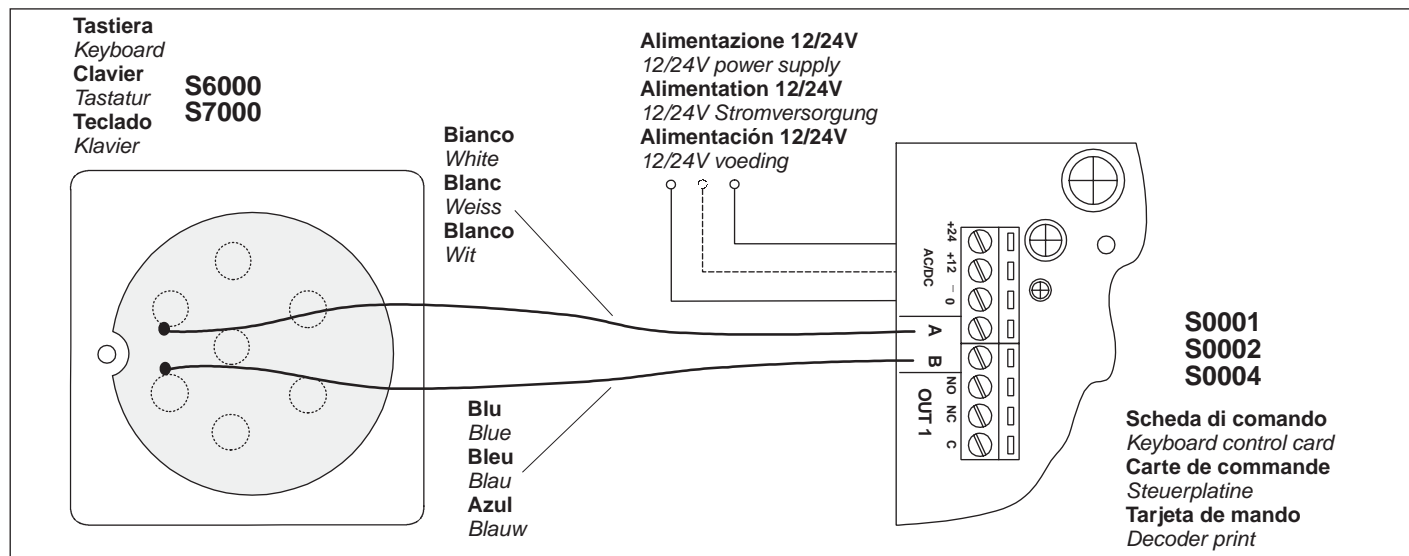 Tastiera
Keyboard
Clavier
Tastatur
Teclado
Klavier
S6000
S7000
Bianco
White
Blanc
Weiss
Blanco
Wit
Alimentazione 12/24V
12/24V power supply
Alimentation 12/24V
12/24V Stromversorgung
Alimentación 12/24V
12/24V voeding
+24
+12
– 0
AC/DC
A
B
NO
NC
C
OUT 1
S0001
S0002
S0004
Blu
Blue
Bleu
Blau
Azul
Blauw
Scheda di comando
Keyboard control card
Carte de commande
Steuerplatine
Tarjeta de mando
Decoder print